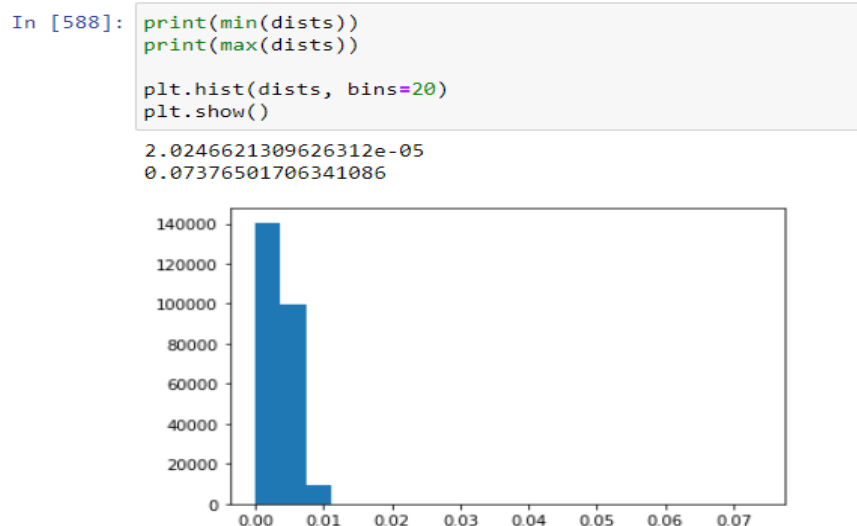 In [588]: print(min(dists))
print(max(dists))
plt.hist(dists, bins=20)
plt.show()
2.0246621309626312e-05
0.07376501706341086
140000
120000
100000
80000
60000
40000
20000
0
0.00 0.01 0.02 0.03 0.04 0.05 0.06 0.07